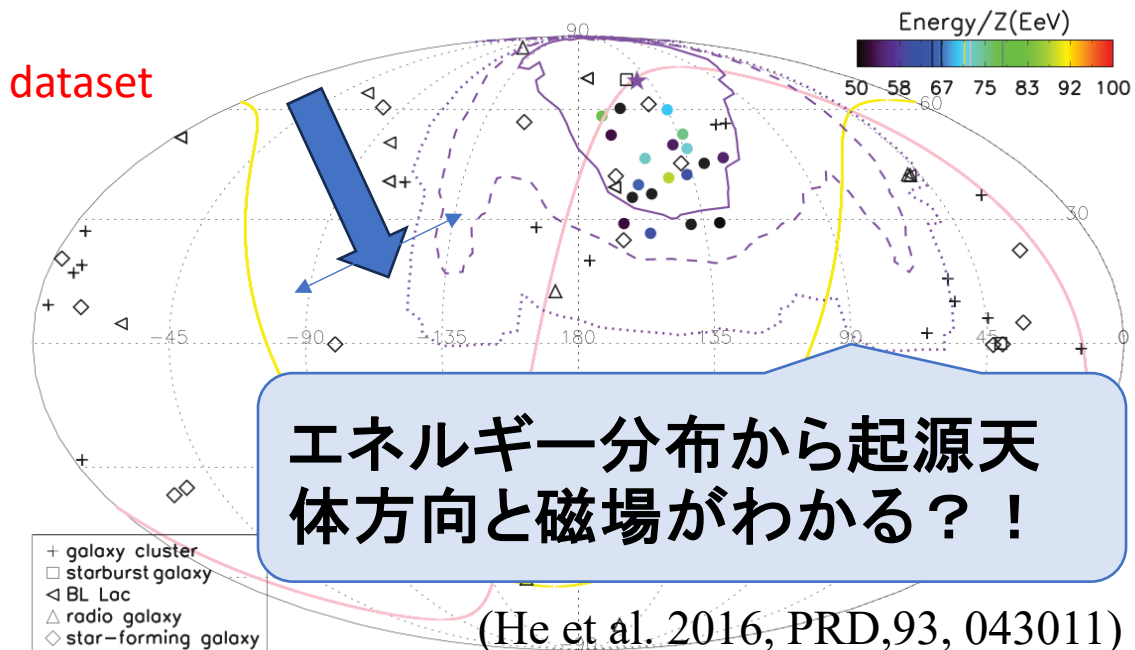 90
Energy/Z(EeV)
dataset
50 58 67 75 83 92 100
60
30
−45 −90 −135 180 135 90 45 0
エネルギー分布から起源天
体方向と磁場がわかる？！
+ galaxy cluster
□ starburst galaxy
◁ BL Lac
△ radio galaxy
◇ star-forming galaxy
(He et al. 2016, PRD,93, 043011)
−90